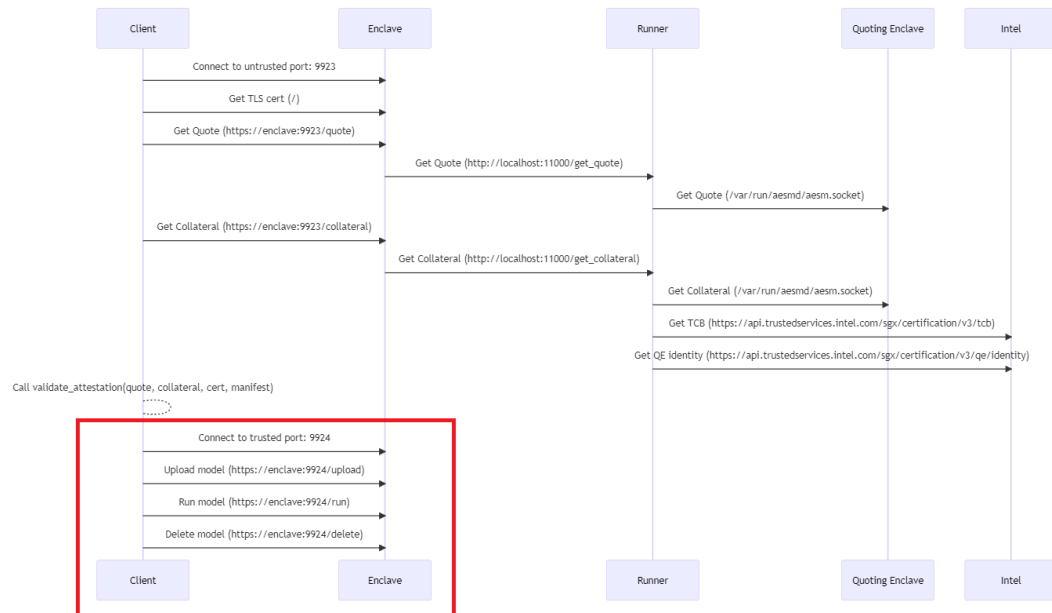 Client
Enclave
Runner
Quoting Enclave
Intel
Connect to untrusted port: 9923
Get TLS cert (/)
Get Quote (https://enclave:9923/quote)
Get Quote (http://localhost:11000/get_quote)
Get Quote (/var/run/aesmd/aesm.socket)
Get Collateral (https://enclave:9923/collateral)
Get Collateral (http://localhost:11000/get_collateral)
Get Collateral (/var/run/aesmd/aesm.socket)
Get TCB (https://api.trustedservices.intel.com/sgx/certification/v3/tcb)
Get QE identity (https://api.trustedservices.intel.com/sgx/certification/v3/qe/identity)
Call validate_attestation(quote, collateral, cert, manifest)
Connect to trusted port: 9924
Upload model (https://enclave:9924/upload)
Run model (https://enclave:9924/run)
Delete model (https://enclave:9924/delete)
Client
Enclave
Runner
Quoting Enclave
Intel